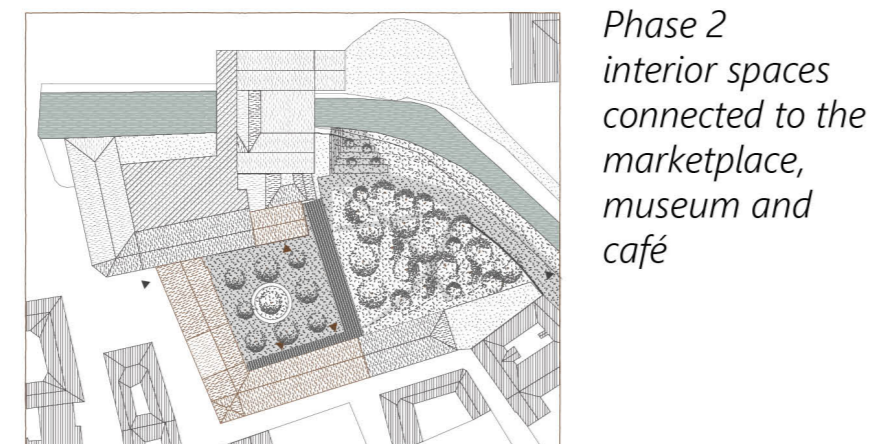 Phase 2
interior spaces
connected to the
marketplace,
museum and
café